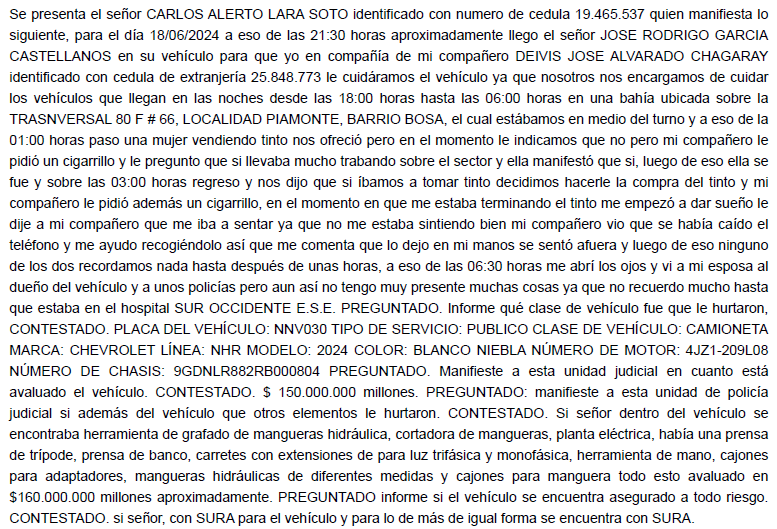 Se presenta el señor CARLOS ALERTO LARA SOTO identificado con numero de cedula 19.465.537 quien manifiesta lo
siguiente, para el día 18/06/2024 a eso de las 21:30 horas aproximadamente llego el señor JOSE RODRIGO GARCIA
CASTELLANOS en su vehículo para que yo en compañía de mi compañero DEIVIS JOSE ALVARADO CHAGARAY
identificado con cedula de extranjería 25.848.773 le cuidáramos el vehículo ya que nosotros nos encargamos de cuidar
los vehículos que llegan en las noches desde las 18:00 horas hasta las 06:00 horas en una bahía ubicada sobre la
TRASNVERSAL 80 F # 66, LOCALIDAD PIAMONTE, BARRIO BOSA, el cual estábamos en medio del turno y a eso de la
01:00 horas paso una mujer vendiendo tinto nos ofreció pero en el momento le indicamos que no pero mi compañero le
pidió un cigarrillo y le pregunto que si llevaba mucho trabando sobre el sector y ella manifestó que si, luego de eso ella se
fue y sobre las 03:00 horas regreso y nos dijo que si íbamos a tomar tinto decidimos hacerle la compra del tinto y mi
compañero le pidió además un cigarrillo, en el momento en que me estaba terminando el tinto me empezó a dar sueño le
dije a mi compañero que me iba a sentar ya que no me estaba sintiendo bien mi compañero vio que se había caído el
teléfono y me ayudo recogiéndolo así que me comenta que lo dejo en mi manos se sentó afuera y luego de eso ninguno
de los dos recordamos nada hasta después de unas horas, a eso de las 06:30 horas me abrí los ojos y vi a mi esposa al
dueño del vehículo y a unos policías pero aun así no tengo muy presente muchas cosas ya que no recuerdo mucho hasta
que estaba en el hospital SUR OCCIDENTE E.S.E. PREGUNTADO. Informe qué clase de vehículo fue que le hurtaron,
CONTESTADO. PLACA DEL VEHÍCULO: NNV030 TIPO DE SERVICIO: PUBLICO CLASE DE VEHÍCULO: CAMIONETA
MARCA: CHEVROLET LÍNEA: NHR MODELO: 2024 COLOR: BLANCO NIEBLA NÚMERO DE MOTOR: 4JZ1-209L08
NÚMERO DE CHASIS: 9GDNLR882RB000804 PREGUNTADO. Manifieste a esta unidad judicial en cuanto está
avaluado el vehículo. CONTESTADO. $ 150.000.000 millones. PREGUNTADO: manifieste a esta unidad de policía
judicial si además del vehículo que otros elementos le hurtaron. CONTESTADO. Si señor dentro del vehículo se
encontraba herramienta de grafado de mangueras hidráulica, cortadora de mangueras, planta eléctrica, había una prensa
de trípode, prensa de banco, carretes con extensiones de para luz trifásica y monofásica, herramienta de mano, cajones
para adaptadores, mangueras hidráulicas de diferentes medidas y cajones para manguera todo esto avaluado en
$160.000.000 millones aproximadamente. PREGUNTADO informe si el vehículo se encuentra asegurado a todo riesgo.
CONTESTADO. si señor, con SURA para el vehículo y para lo de más de igual forma se encuentra con SURA.